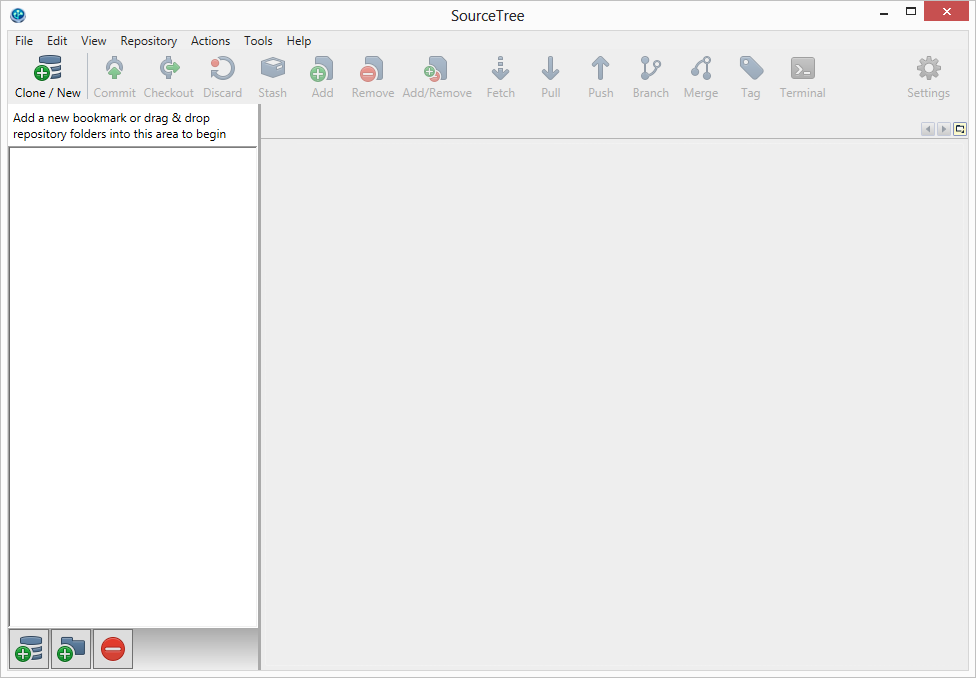 SourceTree
File Edit View Repository Actions Tools Help
Clone / New Commit Checkout Discard Stash Add Remove Add/Remove Fetch Pull Push Branch Merge Tag Terminal Settings
Add a new bookmark or drag & drop
repository folders into this area to begin